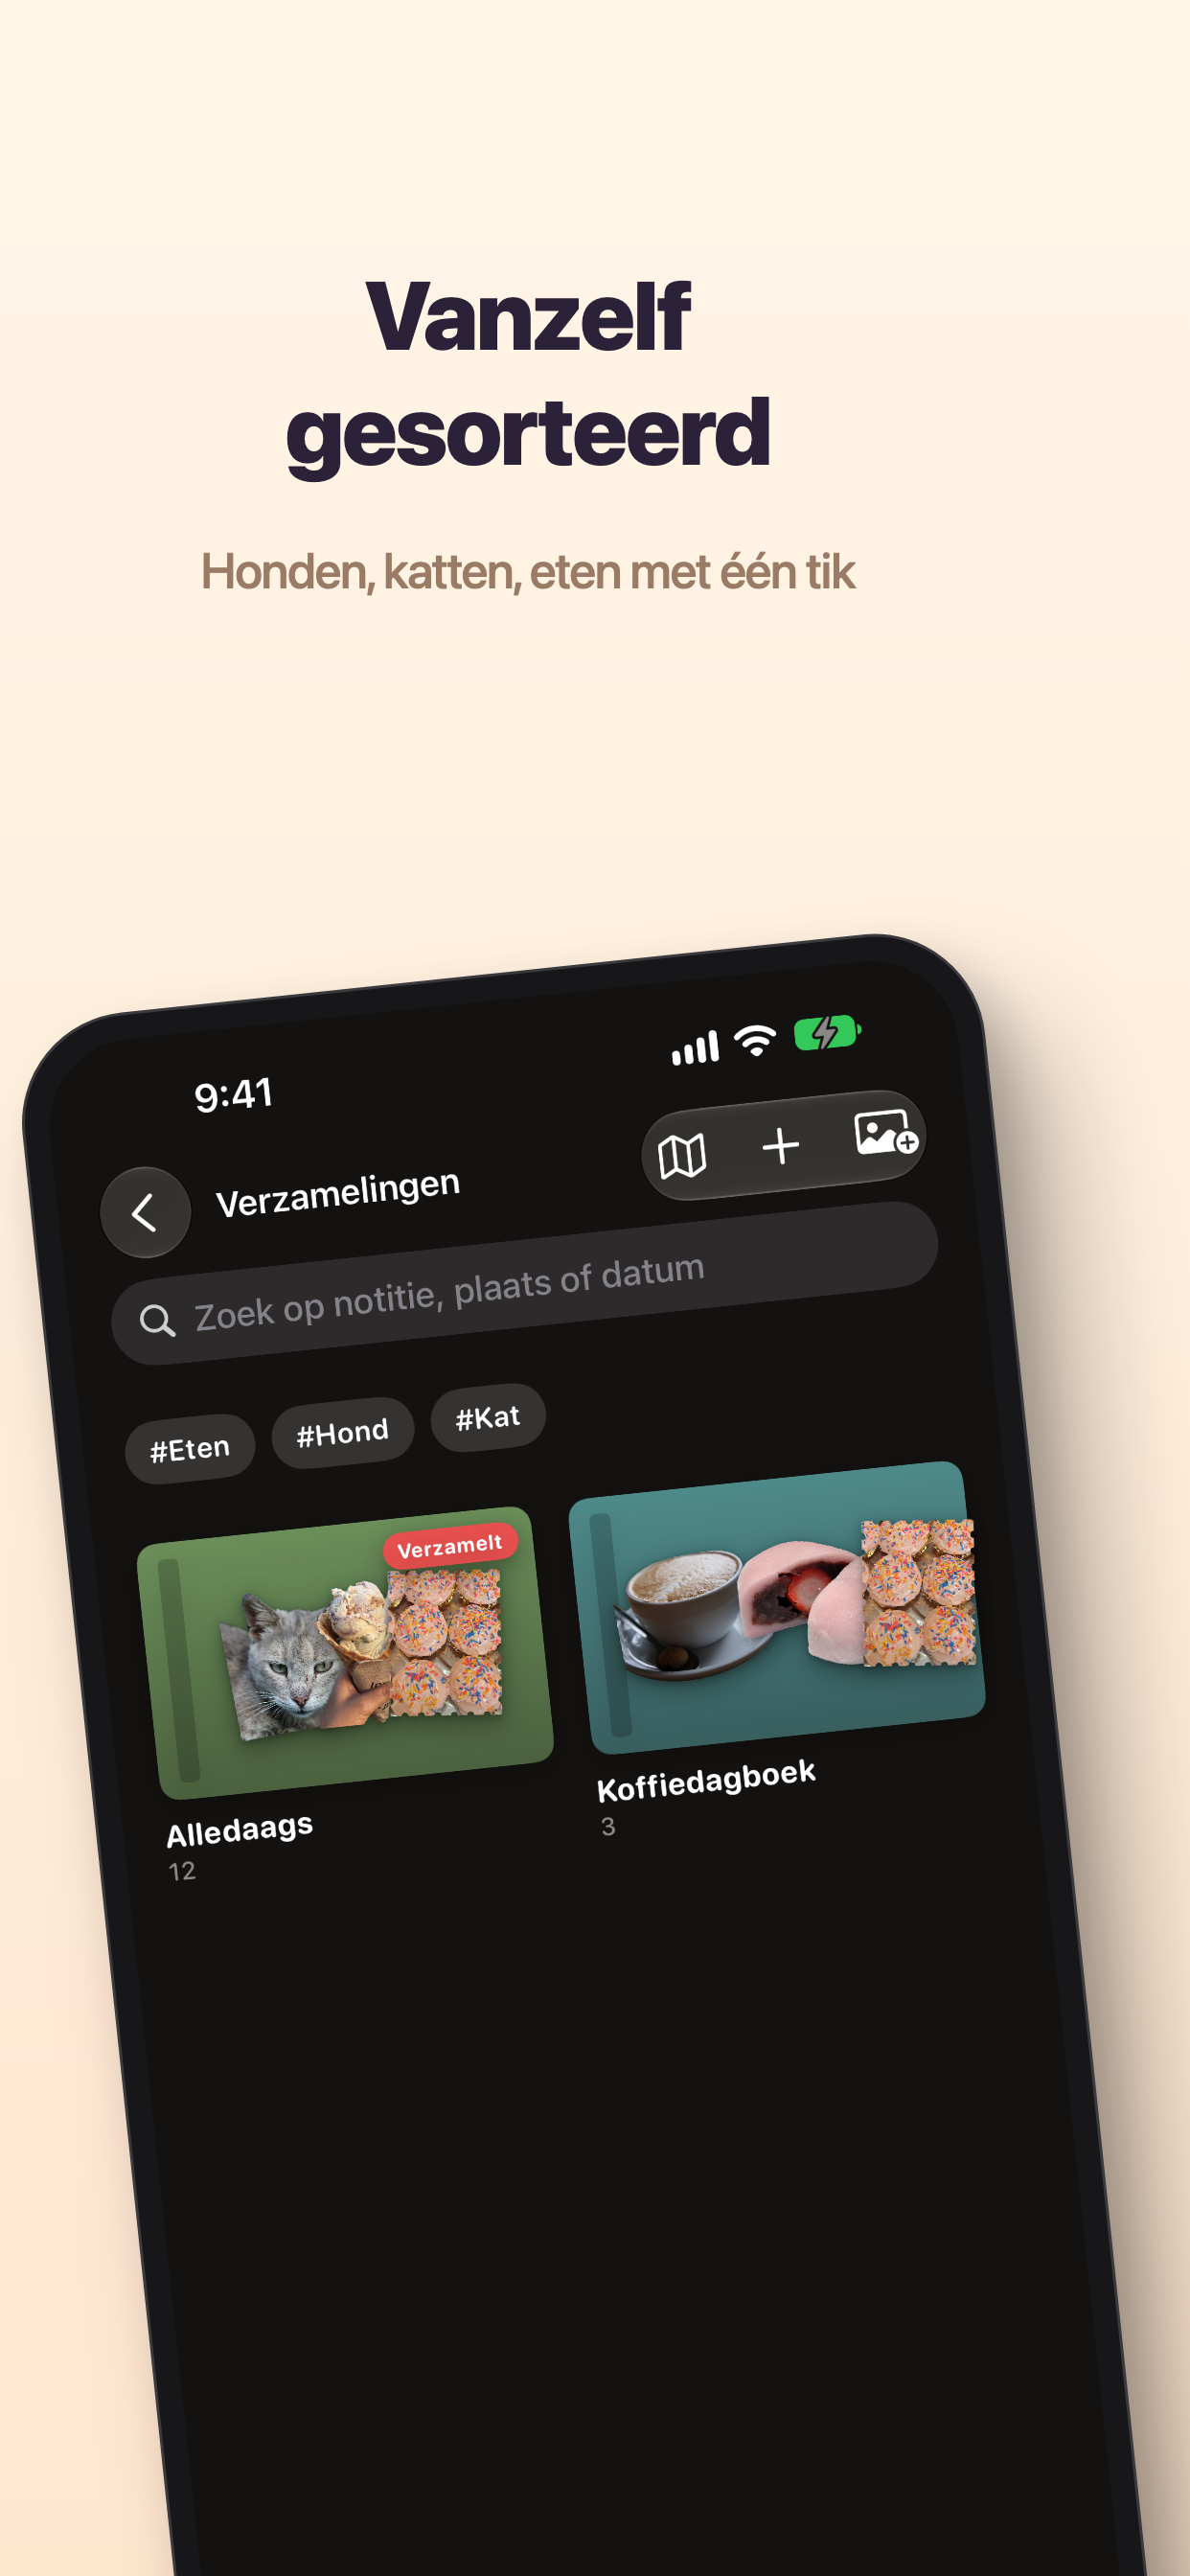 Vanzelf
gesorteerd
Honden, katten, eten met één tik
9:41
Verzamelingen
Zoek op notitie, plaats of datum
#Eten #Hond #Kat
Verzamelt
Alledaags
12
Koffiedagboek
3